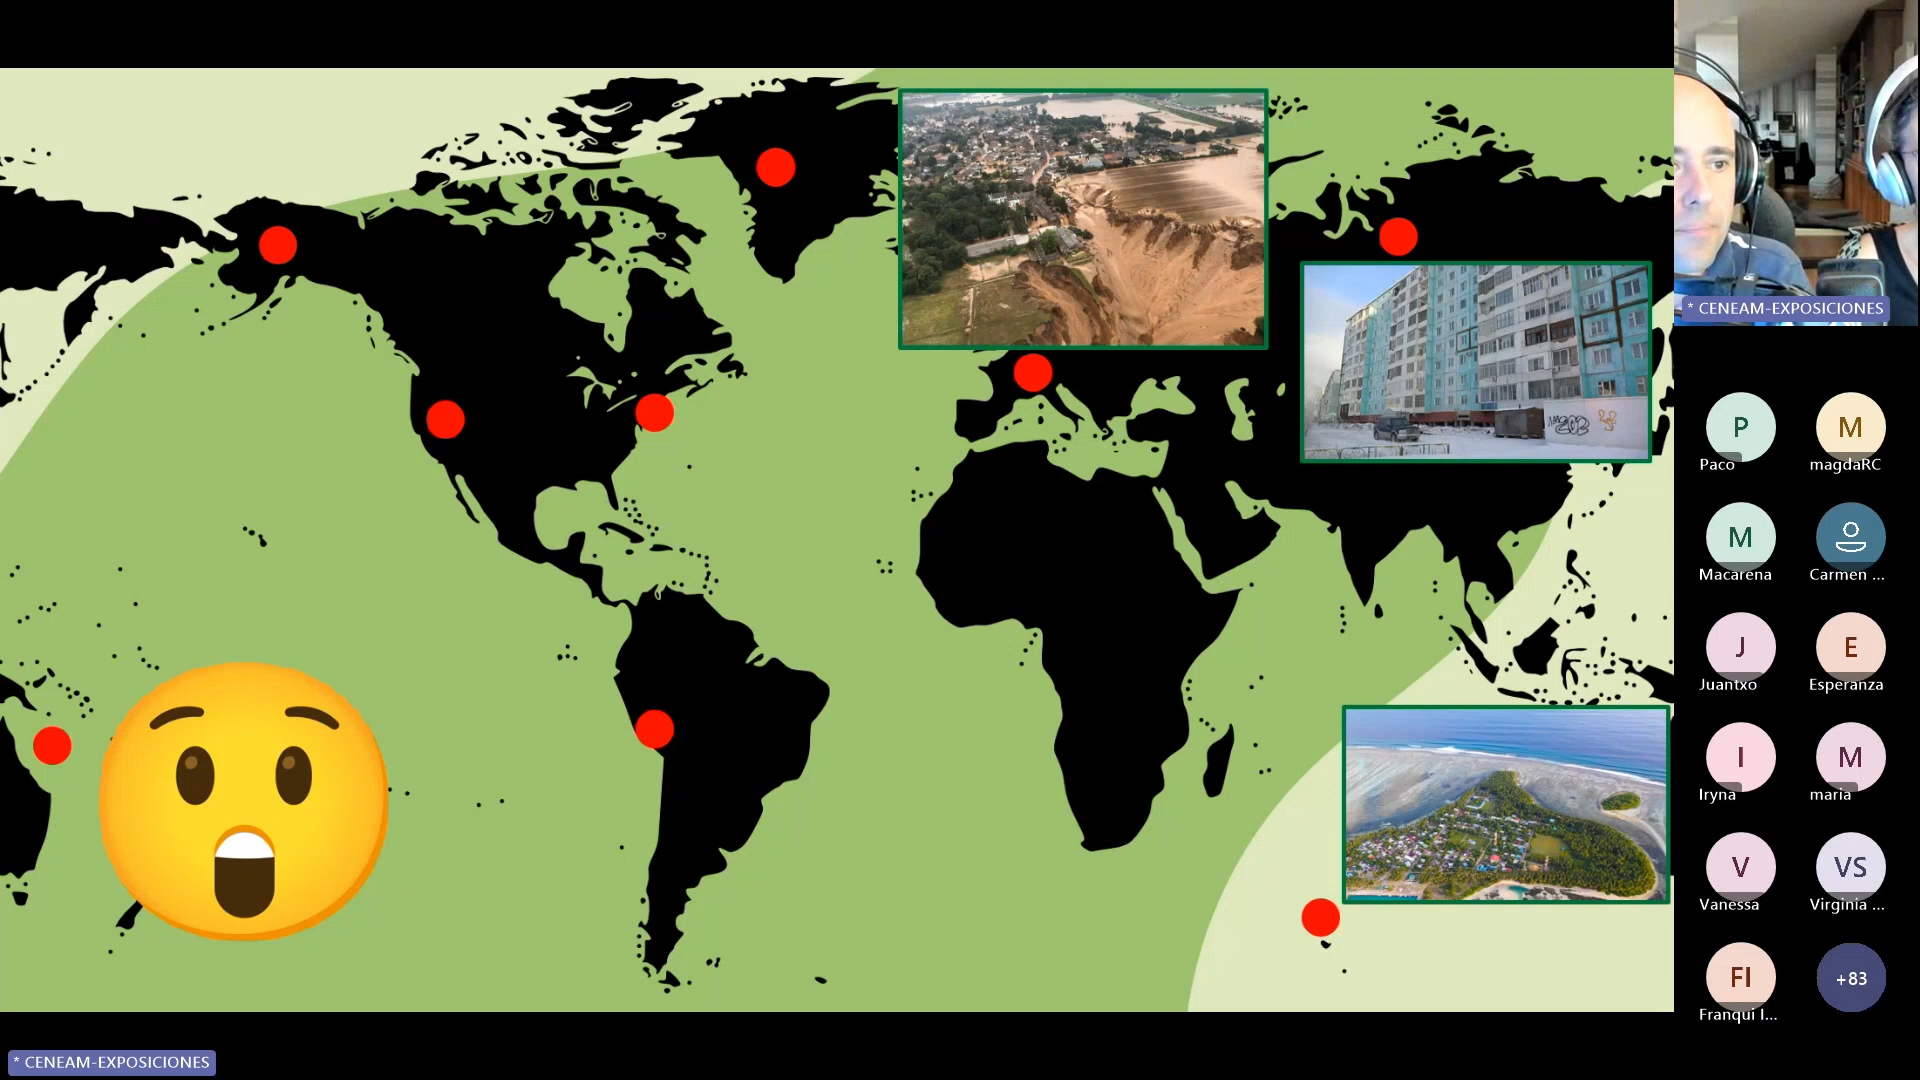 * CENEAM-EXPOSICIONES
P
Paco
M
magdaRC
M
Macarena
Carmen ...
J
Juantxo
E
Esperanza
I
Iryna
M
maria
V
Vanessa
VS
Virginia ...
FI
Franqui I...
+83
* CENEAM-EXPOSICIONES